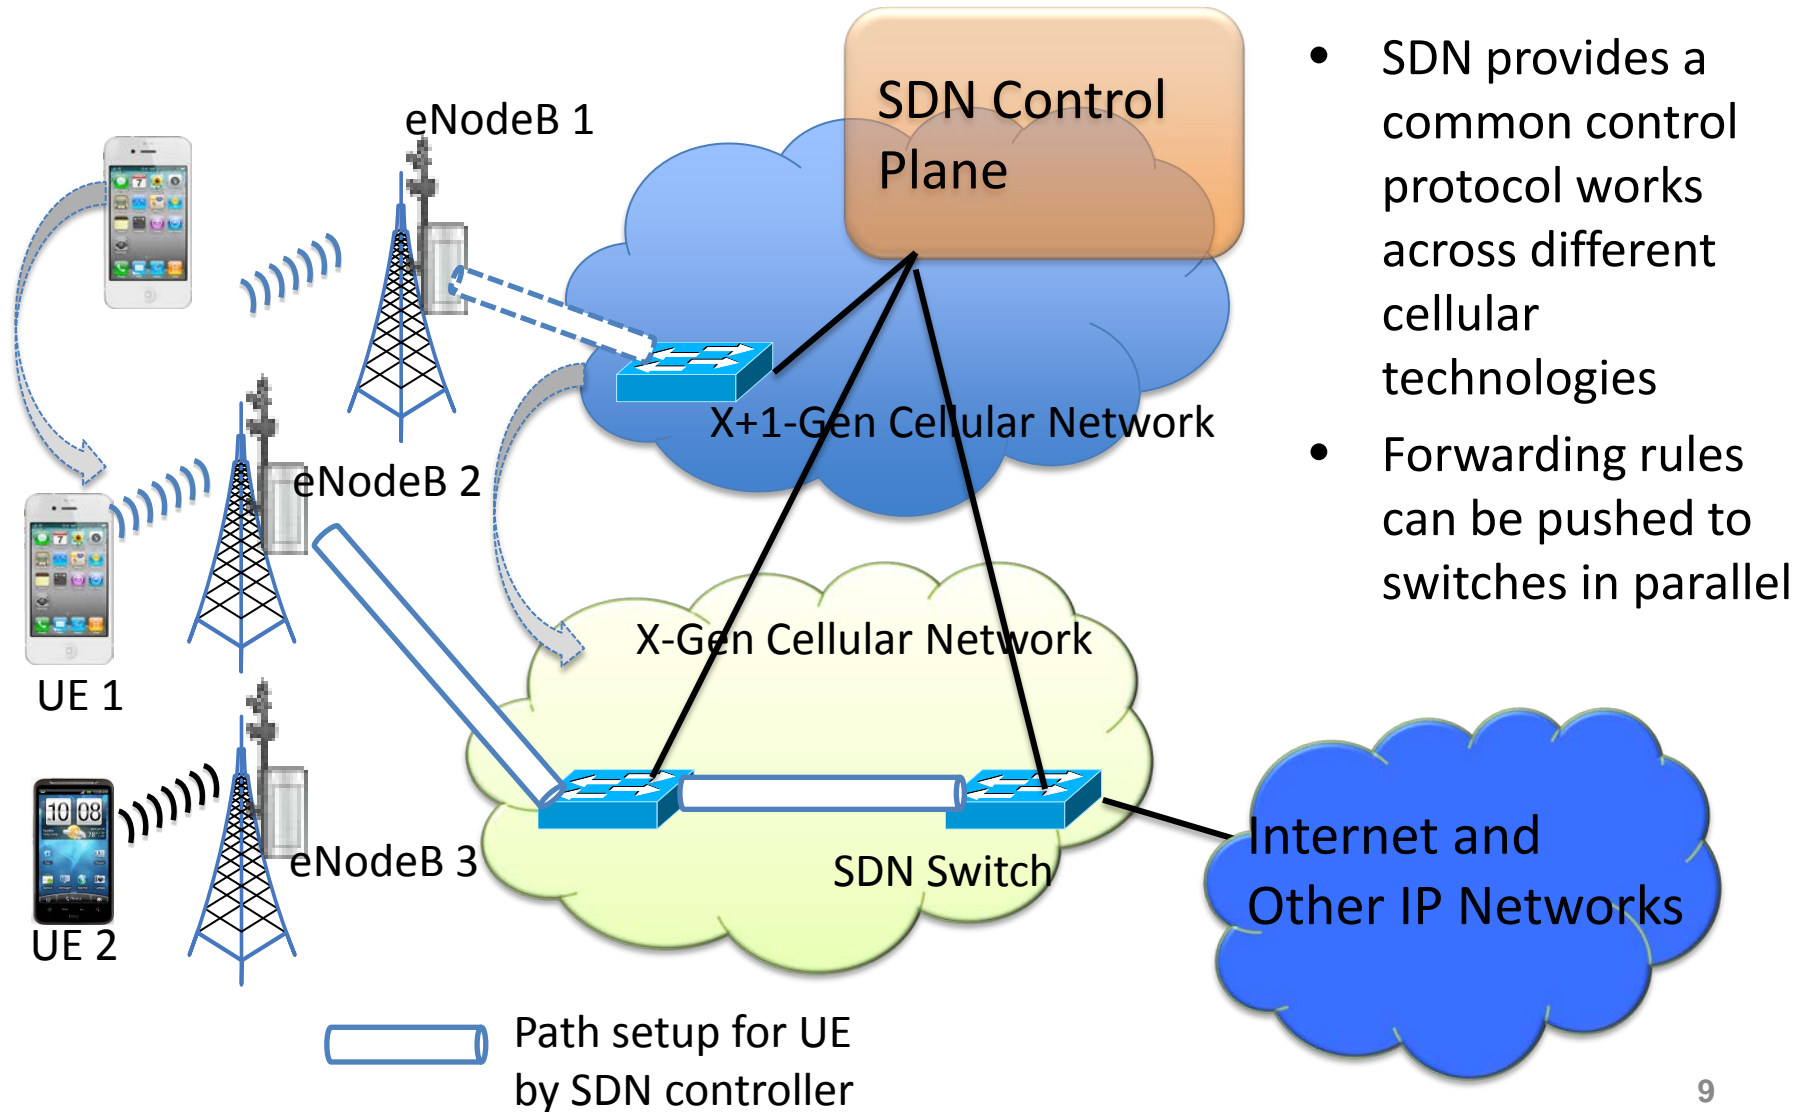 SDN Control
Plane
eNodeB 1
X+1-Gen Cellular Network
eNodeB 2
X-Gen Cellular Network
UE 1
10 08
eNodeB 3
SDN Switch
UE 2
Internet and
Other IP Networks
Path setup for UE
by SDN controller
• SDN provides a
common control
protocol works
across different
cellular
technologies
• Forwarding rules
can be pushed to
switches in parallel
9